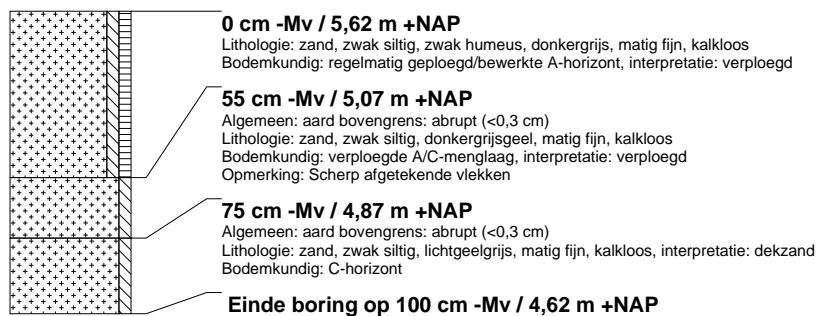 0 cm -Mv / 5,62 m +NAP
Lithologie: zand, zwak siltig, zwak humeus, donkergrijs, matig fijn, kalkloos
Bodemkundig: regelmatig geploegd/bewerkte A-horizont, interpretatie: verploegd
55 cm -Mv / 5,07 m +NAP
Algemeen: aard bovengrens: abrupt (<0,3 cm)
Lithologie: zand, zwak siltig, donkergrijsgeel, matig fijn, kalkloos
Bodemkundig: verploegde A/C-menglaag, interpretatie: verploegd
Opmerking: Scherp afgetekende vlekken
75 cm -Mv / 4,87 m +NAP
Algemeen: aard bovengrens: abrupt (<0,3 cm)
Lithologie: zand, zwak siltig, lichtgeelgrijs, matig fijn, kalkloos, interpretatie: dekzand
Bodemkundig: C-horizont
Einde boring op 100 cm -Mv / 4,62 m +NAP